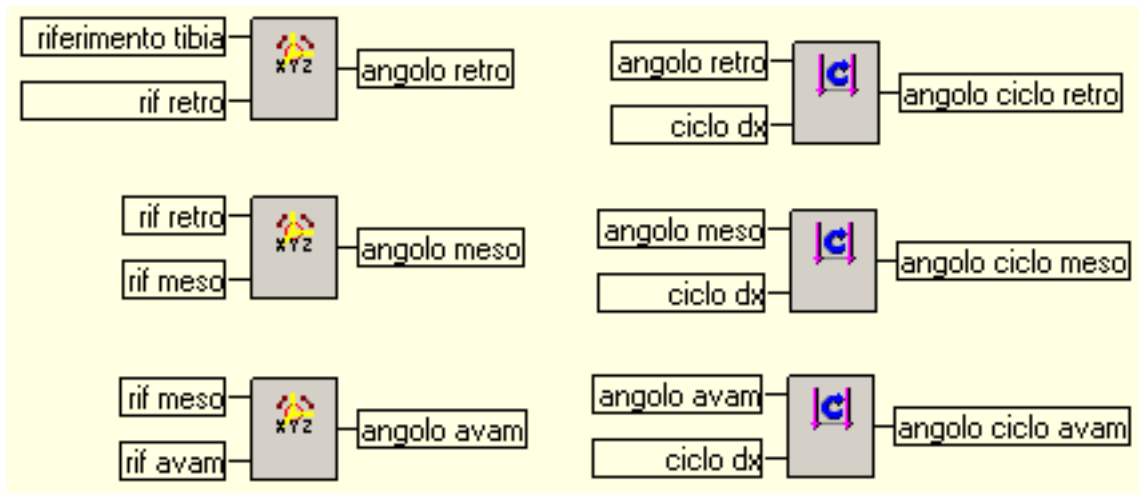 riferimento tibia
rif retro
XYZ
angolo retro
angolo retro
ciclo dx
C
angolo ciclo retro
rif retro
rif meso
XYZ
angolo meso
angolo meso
ciclo dx
C
angolo ciclo meso
rif meso
rif avam
XYZ
angolo avam
angolo avam
ciclo dx
C
angolo ciclo avam